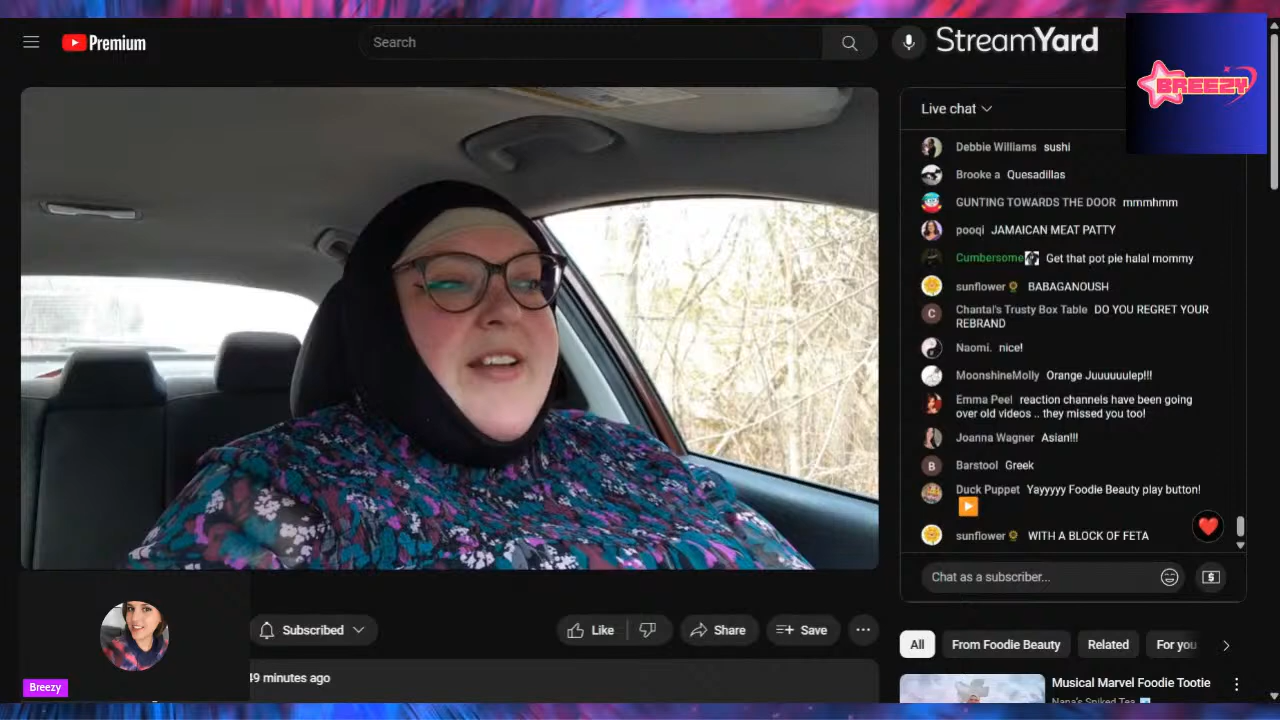 Premium
Search
StreamYard
BREEZY
Live chat
Debbie Williams sushi
Brooke a Quesadillas
GUNTING TOWARDS THE DOOR mmmhmm
pooqi JAMAICAN MEAT PATTY
Cumbersome Get that pot pie halal mommy
sunflower🌻 BABAGANOUSH
C Chantal's Trusty Box Table DO YOU REGRET YOUR
REBRAND
Naomi. nice!
MoonshineMolly Orange Juuuuuulep!!!
Emma Peel reaction channels have been going
over old videos .. they missed you too!
Joanna Wagner Asian!!!
B Barstool Greek
Duck Puppet Yayyyyy Foodie Beauty play button!
▶️
sunflower🌻 WITH A BLOCK OF FETA
❤️
Chat as a subscriber...
Subscribed
Like
Share
Save
All
From Foodie Beauty
Related
For you
49 minutes ago
Breezy
Musical Marvel Foodie Tootie
Nana's Spiked Tea